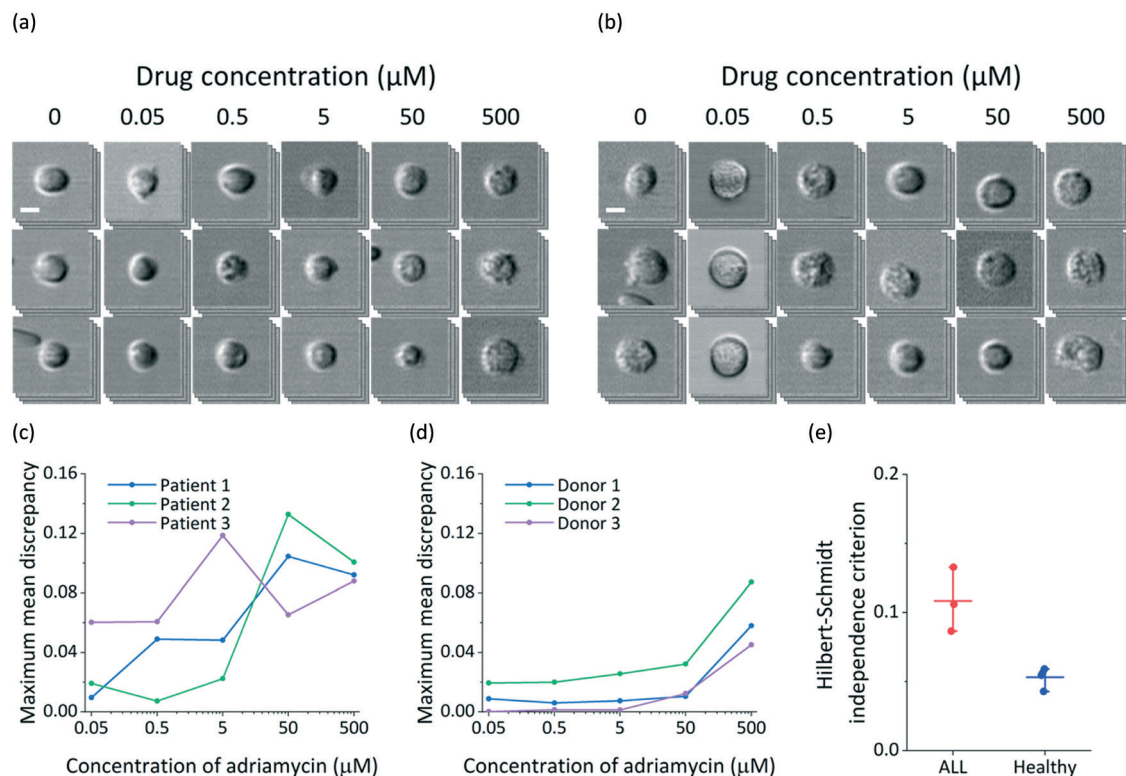 (a)
Drug concentration (μM)
0 0.05 0.5 5 50 500
(b)
Drug concentration (μM)
0 0.05 0.5 5 50 500
(c)
Maximum mean discrepancy
0.16
0.12
0.08
0.04
0.00
Patient 1
Patient 2
Patient 3
0.05 0.5 5 50 500
Concentration of adriamycin (μM)
(d)
Maximum mean discrepancy
0.16
0.12
0.08
0.04
0.00
Donor 1
Donor 2
Donor 3
0.05 0.5 5 50 500
Concentration of adriamycin (μM)
(e)
Hilbert-Schmidt
independence criterion
0.2
0.1
0.0
ALL Healthy